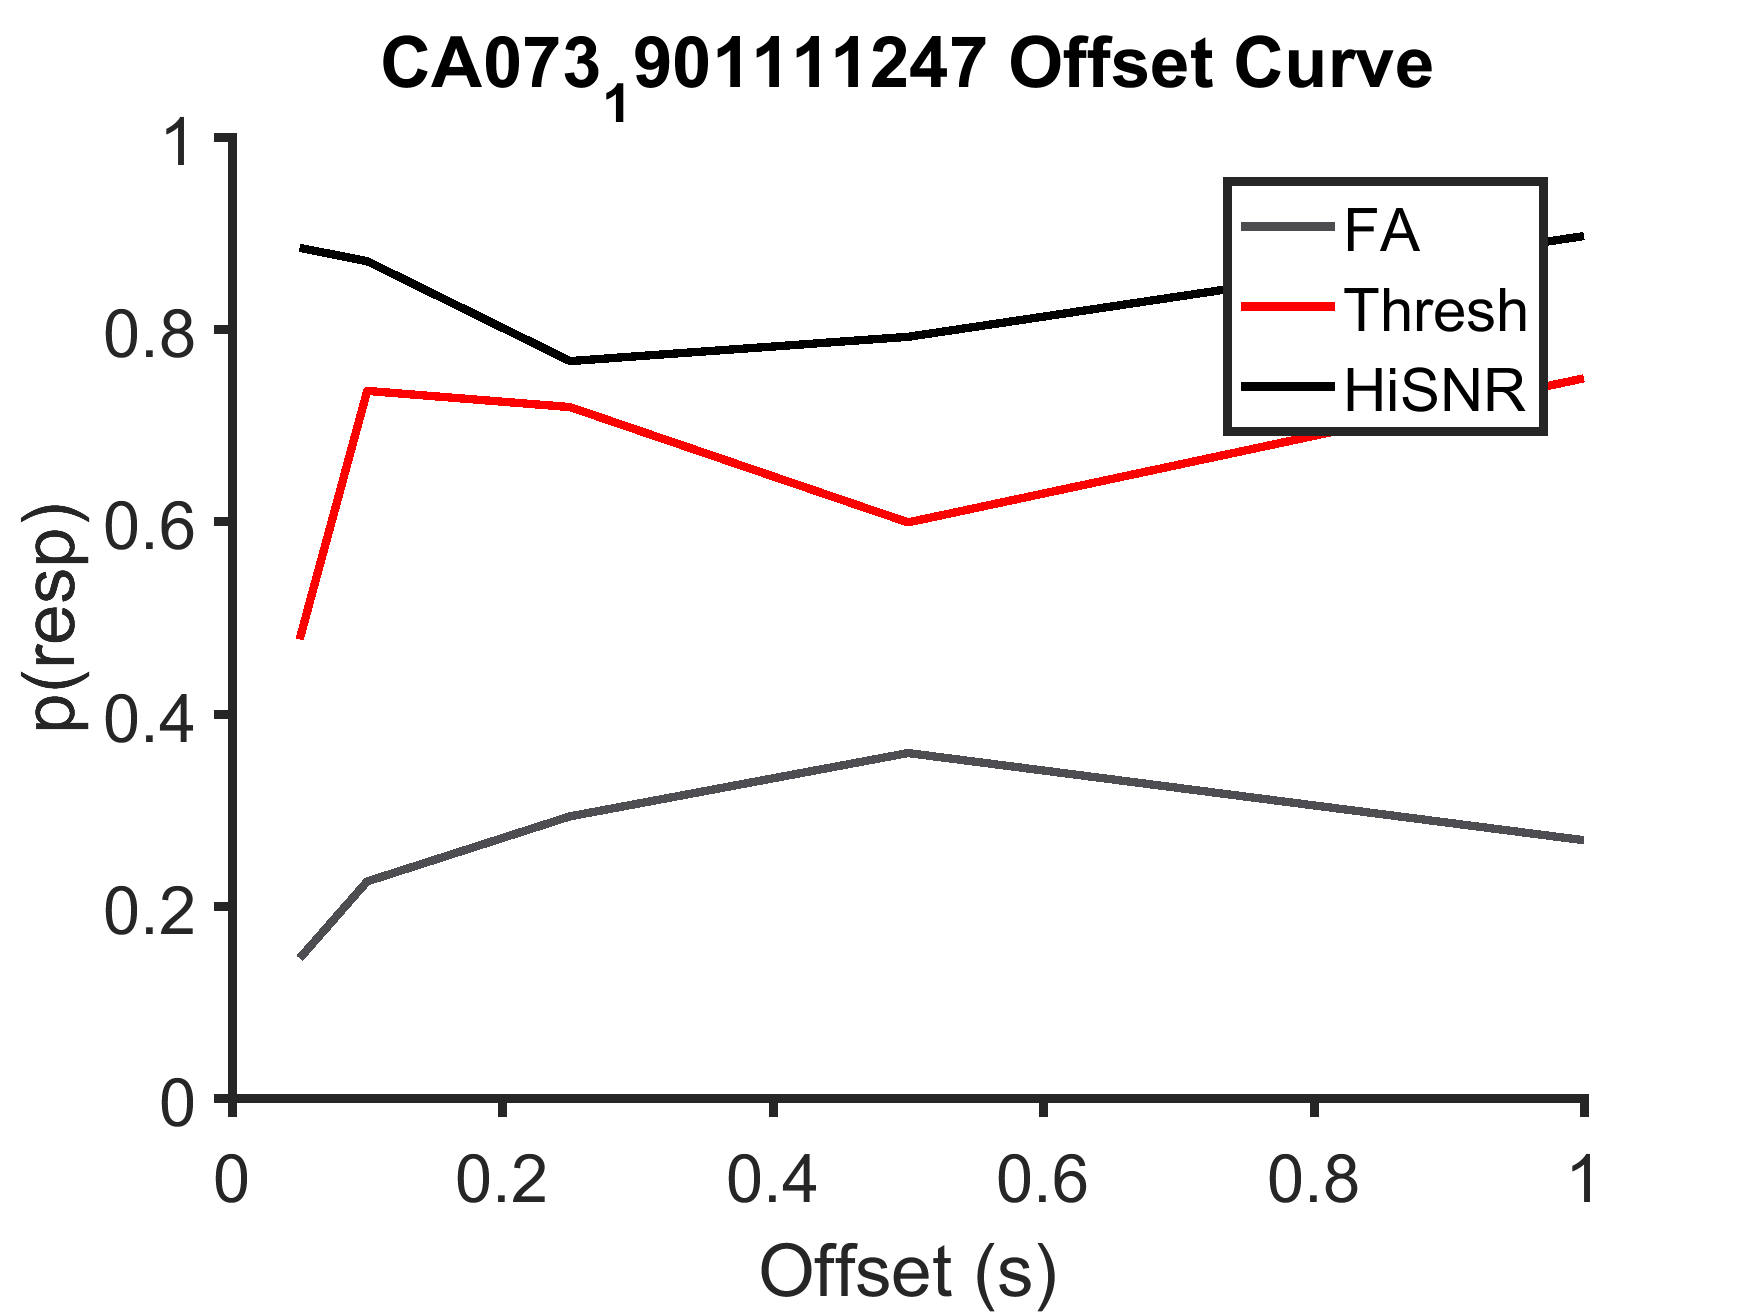 CA073₁901111247 Offset Curve
1
0.8
0.6
0.4
0.2
0
p(resp)
FA
Thresh
HiSNR
0 0.2 0.4 0.6 0.8 1
Offset (s)